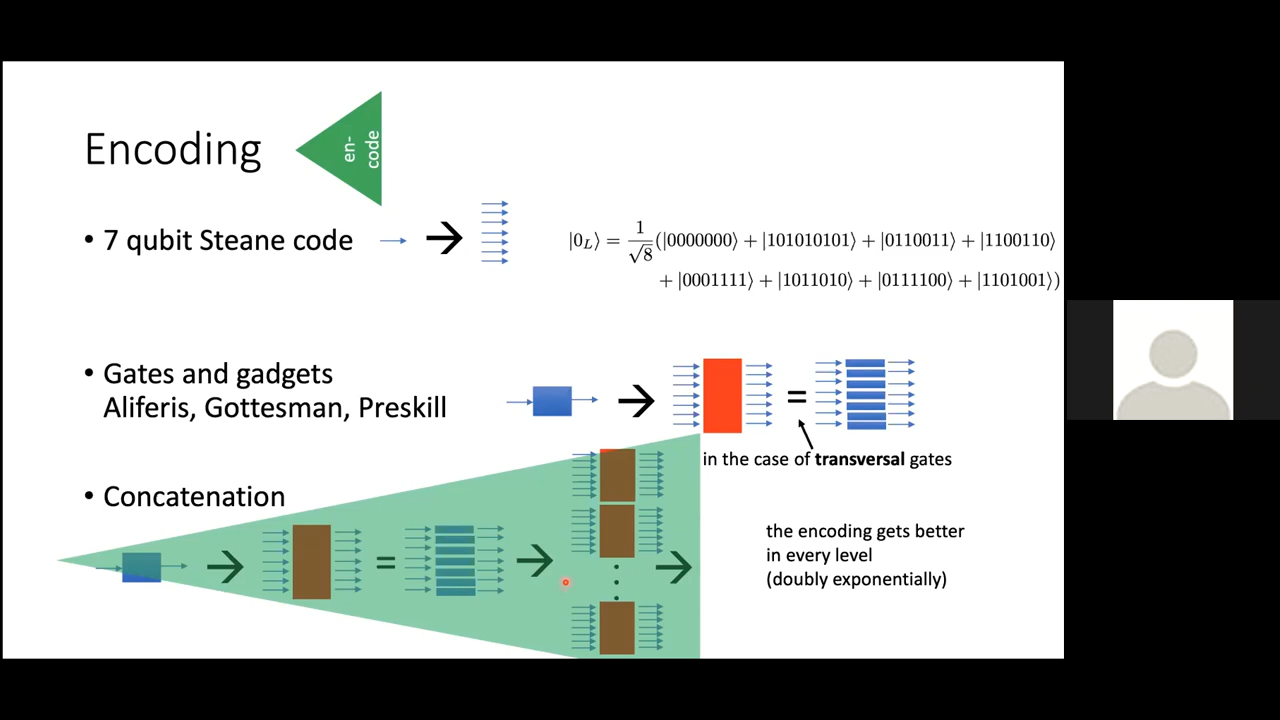 Encoding
en-
code
• 7 qubit Steane code
|0_L⟩ = 1/√8 (|0000000⟩ + |101010101⟩ + |0110011⟩ + |1100110⟩
+ |0001111⟩ + |1011010⟩ + |0111100⟩ + |1101001⟩)
• Gates and gadgets
Aliferis, Gottesman, Preskill
=
in the case of transversal gates
• Concatenation
=
the encoding gets better
in every level
(doubly exponentially)